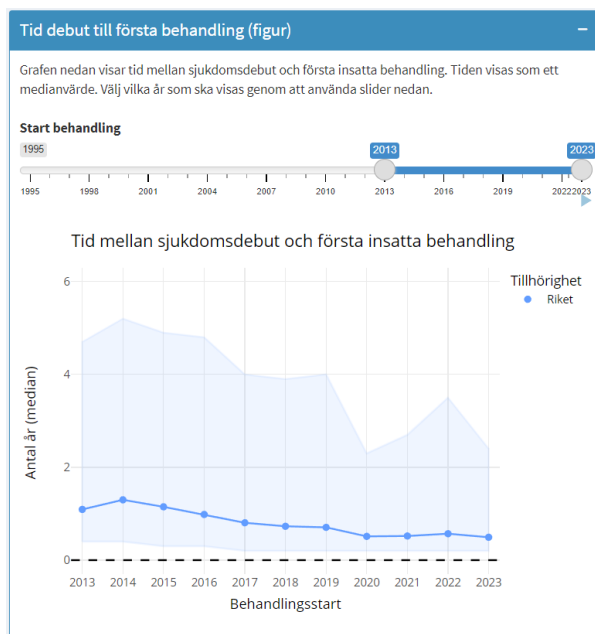 Tid debut till första behandling (figur)
Grafen nedan visar tid mellan sjukdomsdebut och första insatta behandling. Tiden visas som ett
medianvärde. Välj vilka år som ska visas genom att använda slider nedan.
Start behandling
1995 2013 2023
1995 1998 2001 2004 2007 2010 2013 2016 2019 2022 2023
Tid mellan sjukdomsdebut och första insatta behandling
Tillhörighet
Riket
Antal år (median)
6
4
2
0
2013 2014 2015 2016 2017 2018 2019 2020 2021 2022 2023
Behandlingsstart